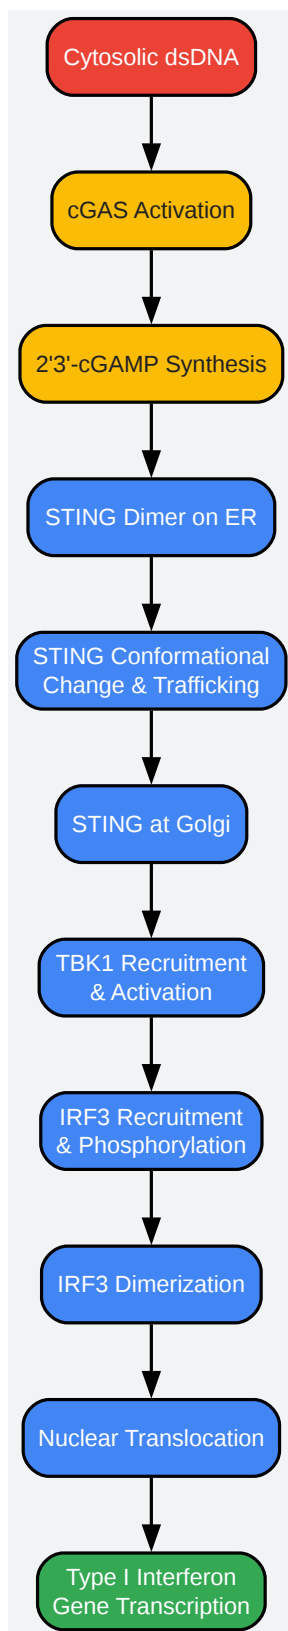 Cytosolic dsDNA
cGAS Activation
2'3'-cGAMP Synthesis
STING Dimer on ER
STING Conformational
Change & Trafficking
STING at Golgi
TBK1 Recruitment
& Activation
IRF3 Recruitment
& Phosphorylation
IRF3 Dimerization
Nuclear Translocation
Type I Interferon
Gene Transcription